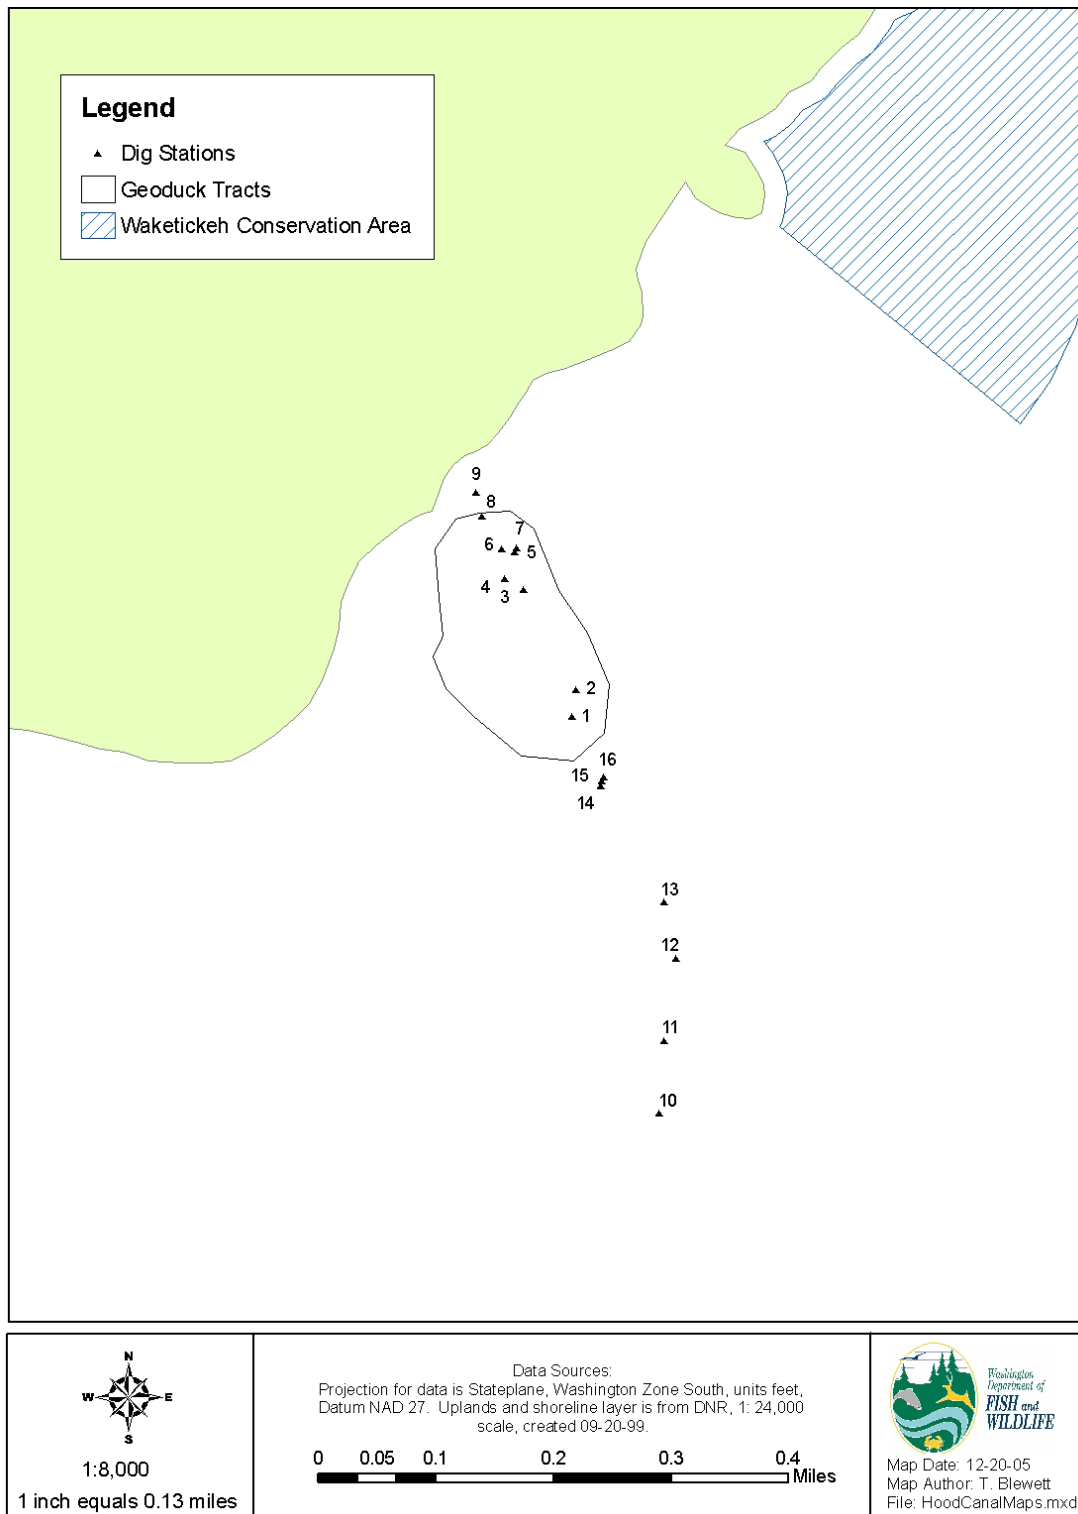 Legend
Dig Stations
Geoduck Tracts
Waketickeh Conservation Area
9
8
7
6
5
4
3
2
1
16
15
14
13
12
11
10
N
W
E
S
1:8,000
1 inch equals 0.13 miles
Data Sources:
Projection for data is Stateplane, Washington Zone South, units feet,
Datum NAD 27. Uplands and shoreline layer is from DNR, 1: 24,000
scale, created 09-20-99.
0 0.05 0.1 0.2 0.3 0.4
Miles
Washington
Department of
FISH and
WILDLIFE
Map Date: 12-20-05
Map Author: T. Blewett
File: HoodCanalMaps.mxd